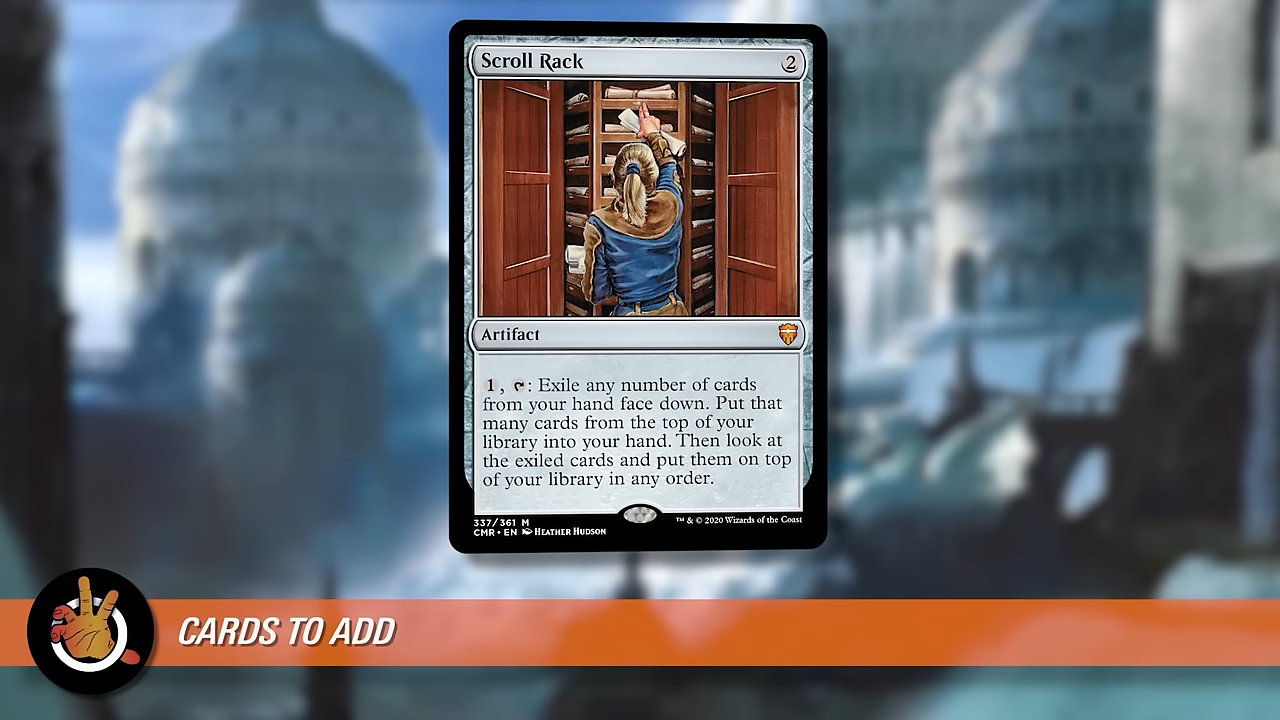 Scroll Rack 2
Artifact
1, : Exile any number of cards
from your hand face down. Put that
many cards from the top of your
library into your hand. Then look at
the exiled cards and put them on top
of your library in any order.
337/361 M
CMR • EN Heather Hudson
™ & © 2020 Wizards of the Coast
CARDS TO ADD